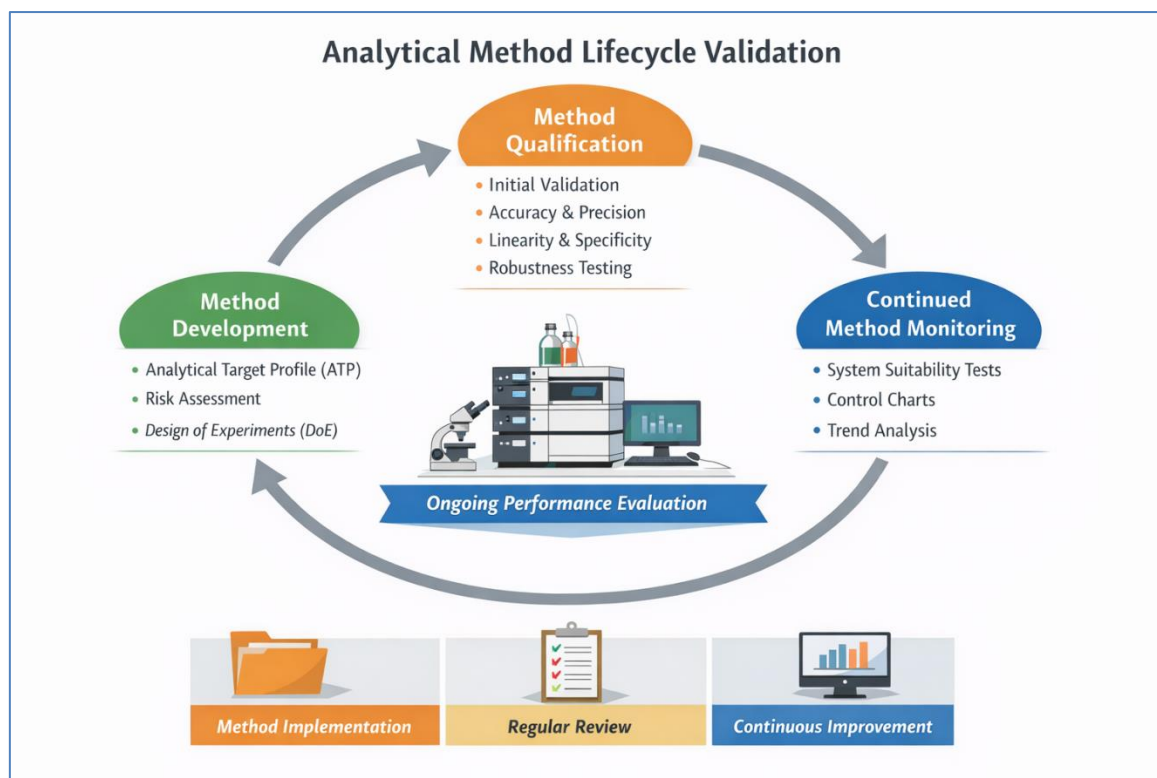 Analytical Method Lifecycle Validation
Method
Qualification
• Initial Validation
• Accuracy & Precision
• Linearity & Specificity
• Robustness Testing
Method
Development
• Analytical Target Profile (ATP)
• Risk Assessment
• Design of Experiments (DoE)
Continued
Method Monitoring
• System Suitability Tests
• Control Charts
• Trend Analysis
Ongoing Performance Evaluation
Method Implementation
Regular Review
Continuous Improvement